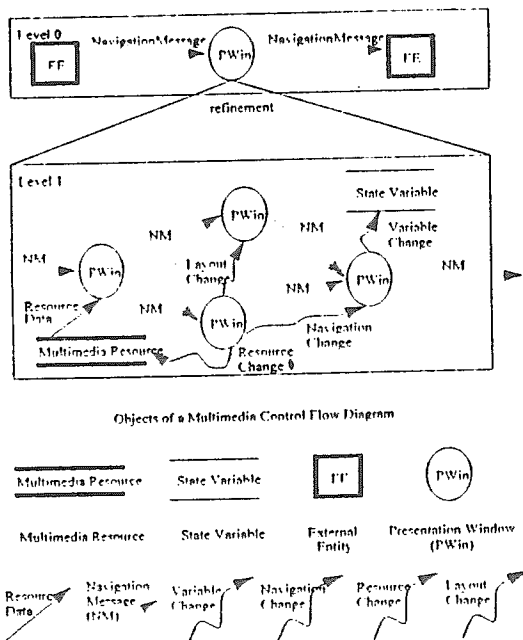 Level 0
NavigationMessage
NavigationMessage
PWin
refinement
Level 1
State Variable
PWin
NM
NM
Variable
Change
NM
PWin
Layout
Change
NM
PWin
NM
Resource
Data
NM
PWin
Navigation
Change
Multimedia Resource
Resource
Change
Objects of a Multimedia Control Flow Diagram
Multimedia Resource
State Variable
PWin
Multimedia Resource
State Variable
External
Entity
Presentation Window
(PWin)
Resource
Data
Navigation
Message
(NM)
Variable
Change
Navigation
Change
Resource
Change
Layout
Change